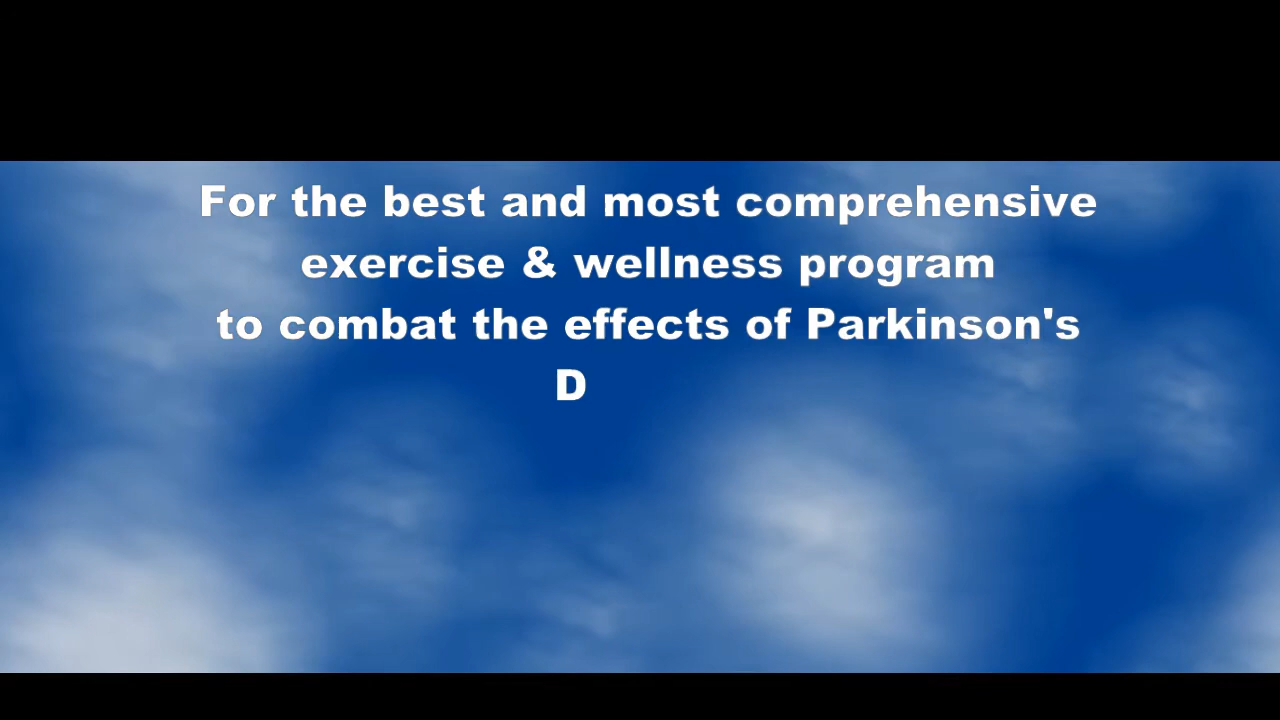 For the best and most comprehensive
exercise & wellness program
to combat the effects of Parkinson's
D